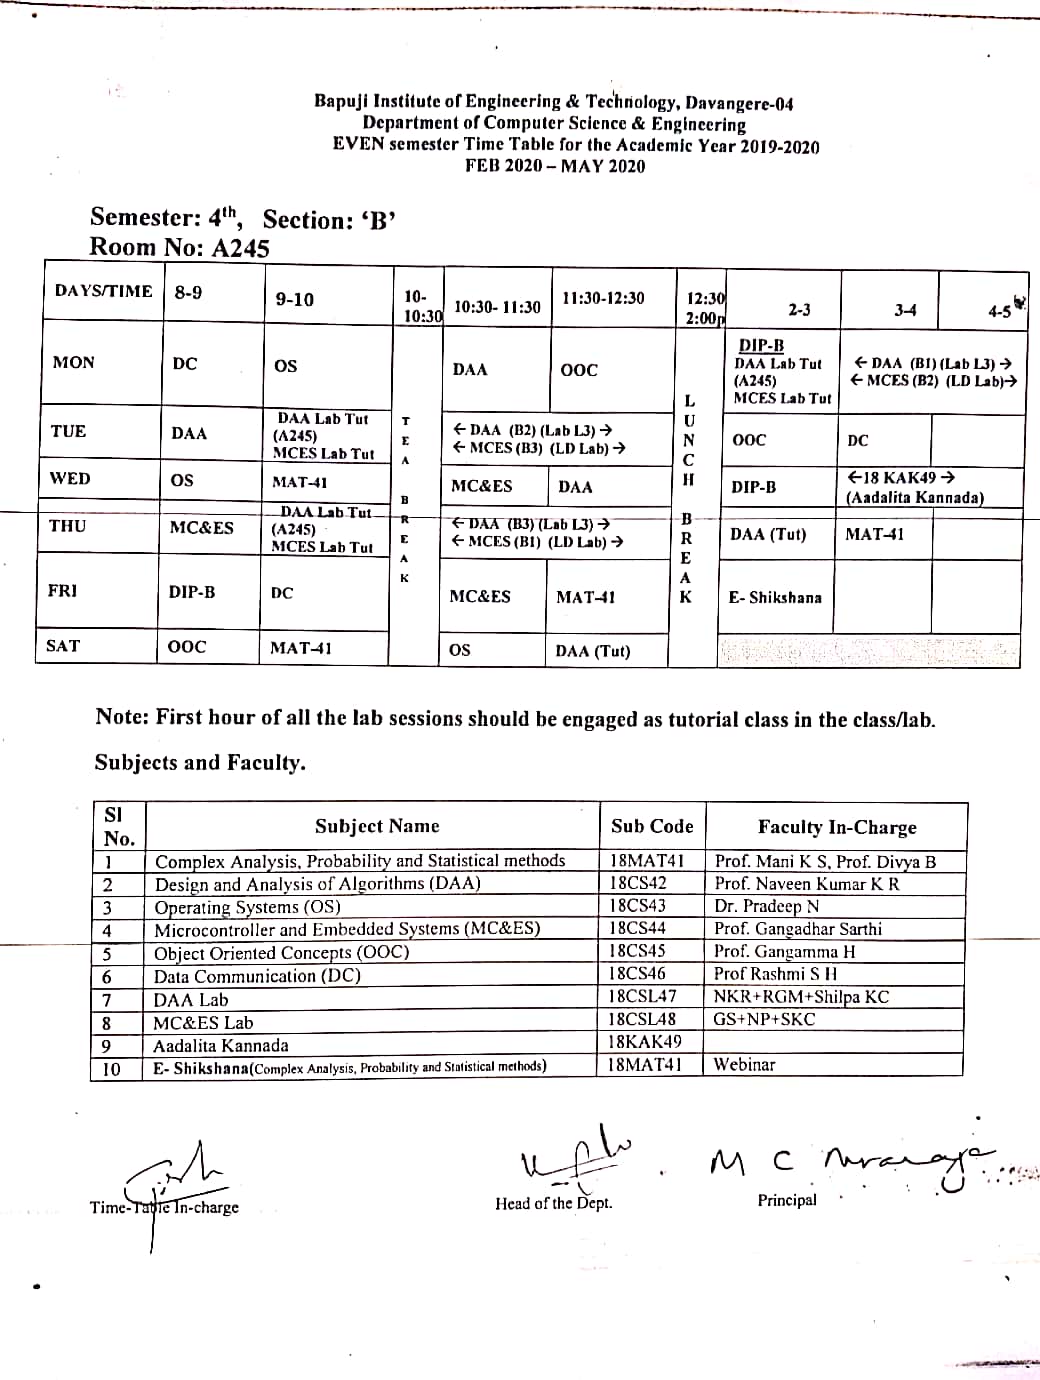 Bapuji Institute of Engineering & Technology, Davangere-04
Department of Computer Science & Engineering
EVEN semester Time Table for the Academic Year 2019-2020
FEB 2020 – MAY 2020
Semester: 4th, Section: ‘B’
Room No: A245
DAYS/TIME 8-9 9-10 10-10:30 10:30- 11:30 11:30-12:30 12:30 2:00p 2-3 3-4 4-5
TEA BREAK
LUNCH BREAK
MON DC OS DAA OOC DIP-B
DAA Lab Tut
(A245)
MCES Lab Tut
← DAA (B1) (Lab L3) →
← MCES (B2) (LD Lab)→
TUE DAA DAA Lab Tut
(A245)
MCES Lab Tut
← DAA (B2) (Lab L3) →
← MCES (B3) (LD Lab) →
OOC DC
WED OS MAT-41 MC&ES DAA DIP-B ←18 KAK49 →
(Aadalita Kannada)
THU MC&ES DAA Lab Tut
(A245)
MCES Lab Tut
← DAA (B3) (Lab L3) →
← MCES (B1) (LD Lab) →
DAA (Tut) MAT-41
FRI DIP-B DC MC&ES MAT-41 E- Shikshana
SAT OOC MAT-41 OS DAA (Tut)
Note: First hour of all the lab sessions should be engaged as tutorial class in the class/lab.
Subjects and Faculty.
Sl No. Subject Name Sub Code Faculty In-Charge
1 Complex Analysis, Probability and Statistical methods 18MAT41 Prof. Mani K S, Prof. Divya B
2 Design and Analysis of Algorithms (DAA) 18CS42 Prof. Naveen Kumar K R
3 Operating Systems (OS) 18CS43 Dr. Pradeep N
4 Microcontroller and Embedded Systems (MC&ES) 18CS44 Prof. Gangadhar Sarthi
5 Object Oriented Concepts (OOC) 18CS45 Prof. Gangamma H
6 Data Communication (DC) 18CS46 Prof Rashmi S H
7 DAA Lab 18CSL47 NKR+RGM+Shilpa KC
8 MC&ES Lab 18CSL48 GS+NP+SKC
9 Aadalita Kannada 18KAK49
10 E- Shikshana(Complex Analysis, Probability and Statistical methods) 18MAT41 Webinar
M C
Time-Table In-charge Head of the Dept. Principal